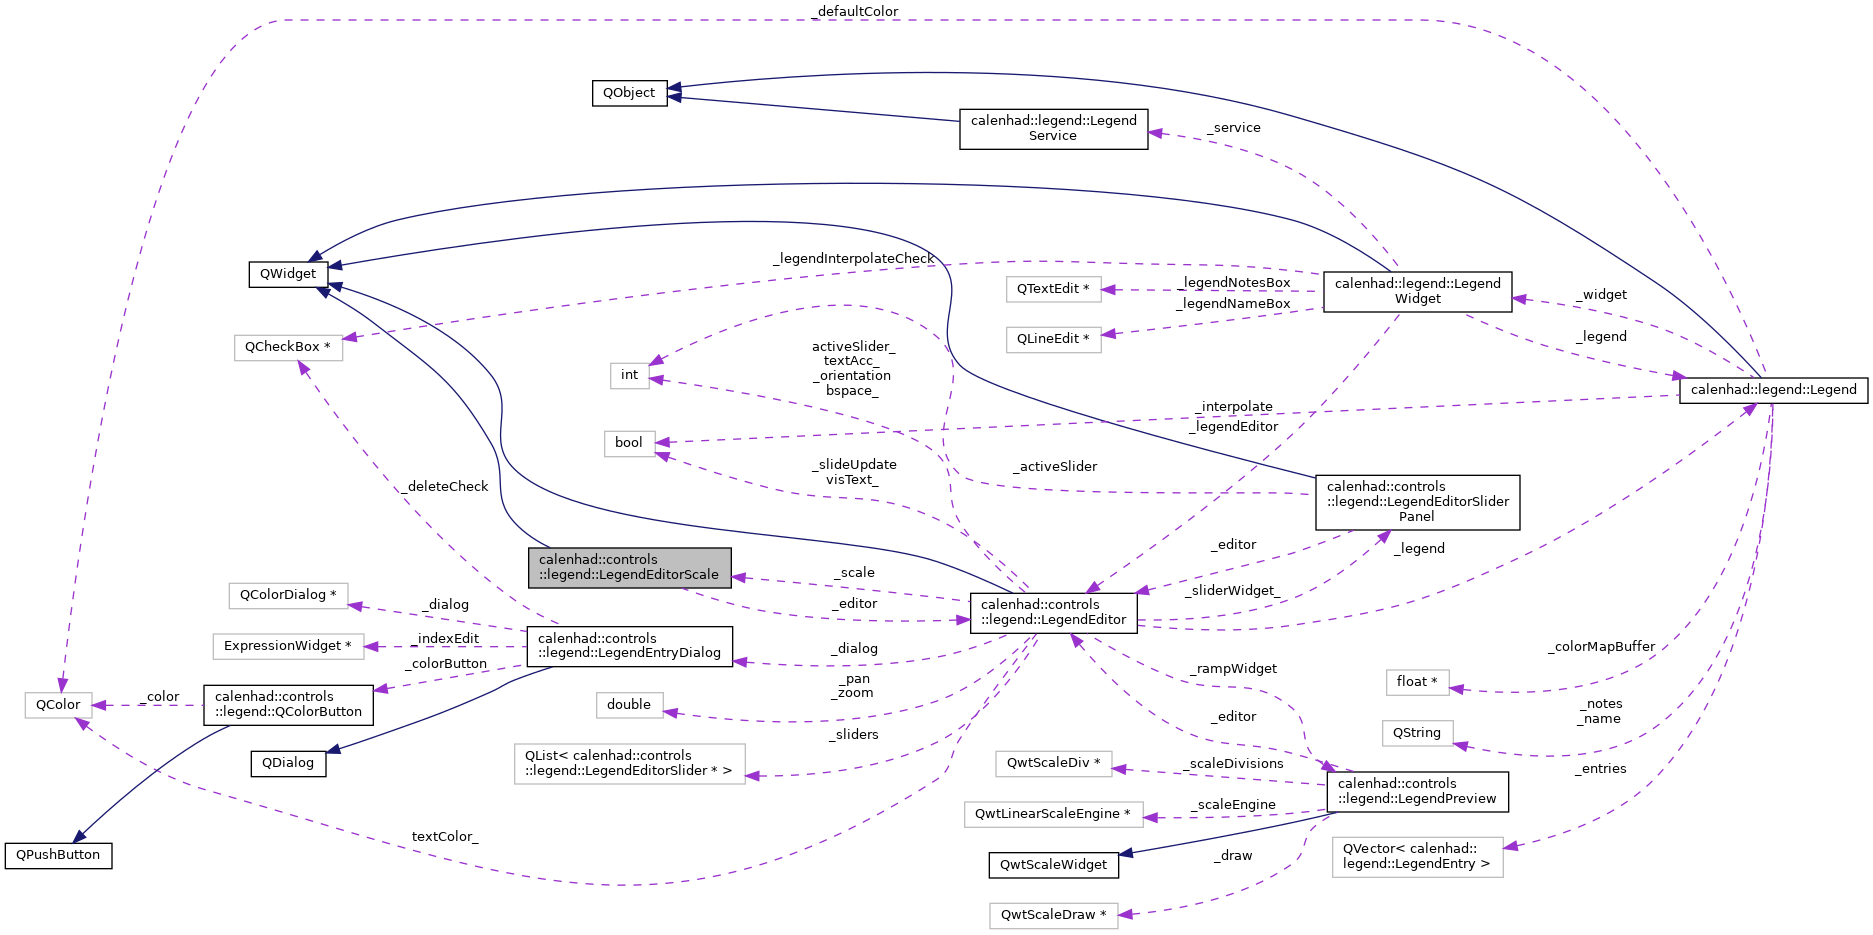 _defaultColor
QObject
calenhad::legend::Legend
Service
_service
QWidget
_legendInterpolateCheck
QTextEdit *
_legendNotesBox
calenhad::legend::Legend
Widget
_widget
_legendNameBox
QLineEdit *
_legend
QCheckBox *
int
activeSlider_
textAcc_
_orientation
bspace_
calenhad::legend::Legend
_interpolate
_legendEditor
bool
_slideUpdate
visText_
_activeSlider
_deleteCheck
calenhad::controls
::legend::LegendEditorSlider
Panel
_editor
_legend
calenhad::controls
::legend::LegendEditorScale
_scale
_editor
_sliderWidget_
calenhad::controls
::legend::LegendEditor
QColorDialog *
_dialog
ExpressionWidget *
_indexEdit
calenhad::controls
::legend::LegendEntryDialog
_dialog
_colorButton
_pan
_zoom
_rampWidget
_colorMapBuffer
float *
QColor
_color
calenhad::controls
::legend::QColorButton
double
_editor
_notes
_name
QString
_sliders
QDialog
QList< calenhad::controls
::legend::LegendEditorSlider * >
QwtScaleDiv *
_scaleDivisions
_entries
calenhad::controls
::legend::LegendPreview
QwtLinearScaleEngine *
_scaleEngine
textColor_
QPushButton
QwtScaleWidget
_draw
QVector< calenhad::
legend::LegendEntry >
QwtScaleDraw *